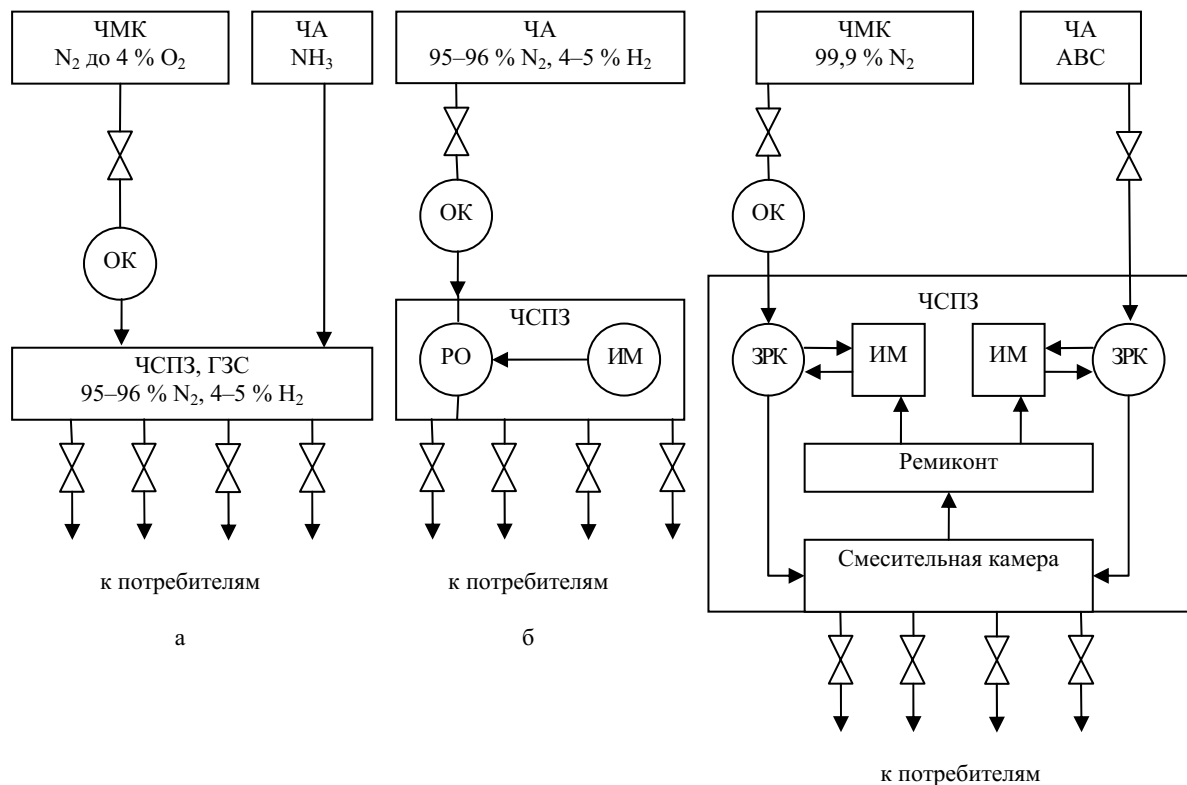 ЧМК
N₂ до 4 % O₂
ЧА
NH₃
ОК
ЧСПЗ, ГЗС
95–96 % N₂, 4–5 % H₂
к потребителям
а
ЧА
95–96 % N₂, 4–5 % H₂
ОК
ЧСПЗ
РО
ИМ
к потребителям
б
ЧМК
99,9 % N₂
ЧА
АВС
ОК
ЧСПЗ
ЗРК
ИМ
ИМ
ЗРК
Ремиконт
Смесительная камера
к потребителям